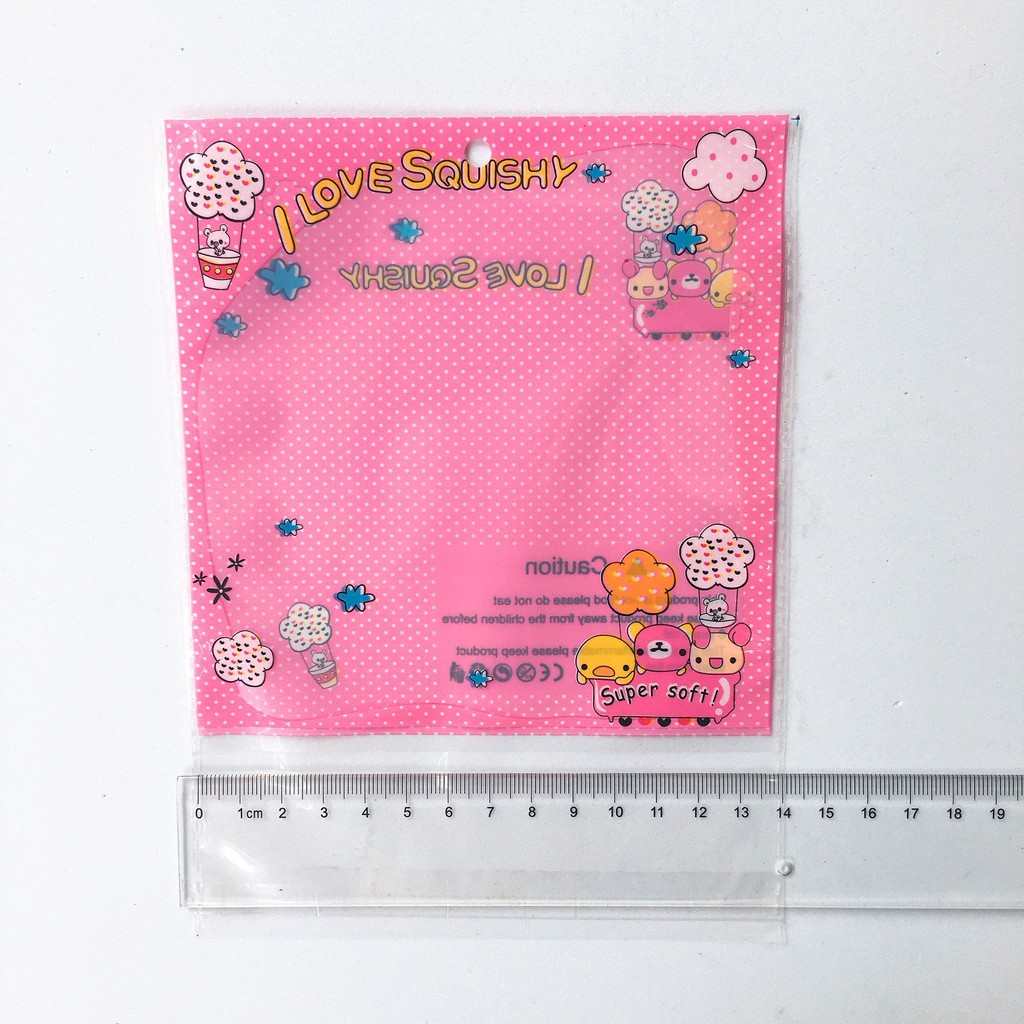 I LOVE SQUISHY
I LOVE SQUISHY
Caution
please do not eat
keep product away from the children before
please keep product
Super soft!
0 1cm 2 3 4 5 6 7 8 9 10 11 12 13 14 15 16 17 18 19